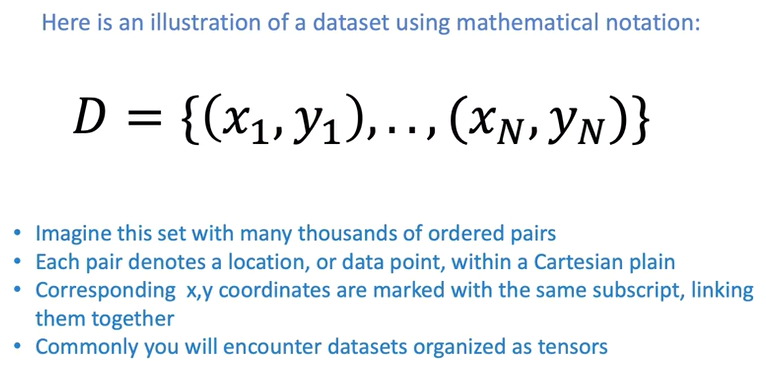 Here is an illustration of a dataset using mathematical notation:
D = {(x₁, y₁), . . , (x_N, y_N)}
• Imagine this set with many thousands of ordered pairs
• Each pair denotes a location, or data point, within a Cartesian plain
• Corresponding x,y coordinates are marked with the same subscript, linking
them together
• Commonly you will encounter datasets organized as tensors